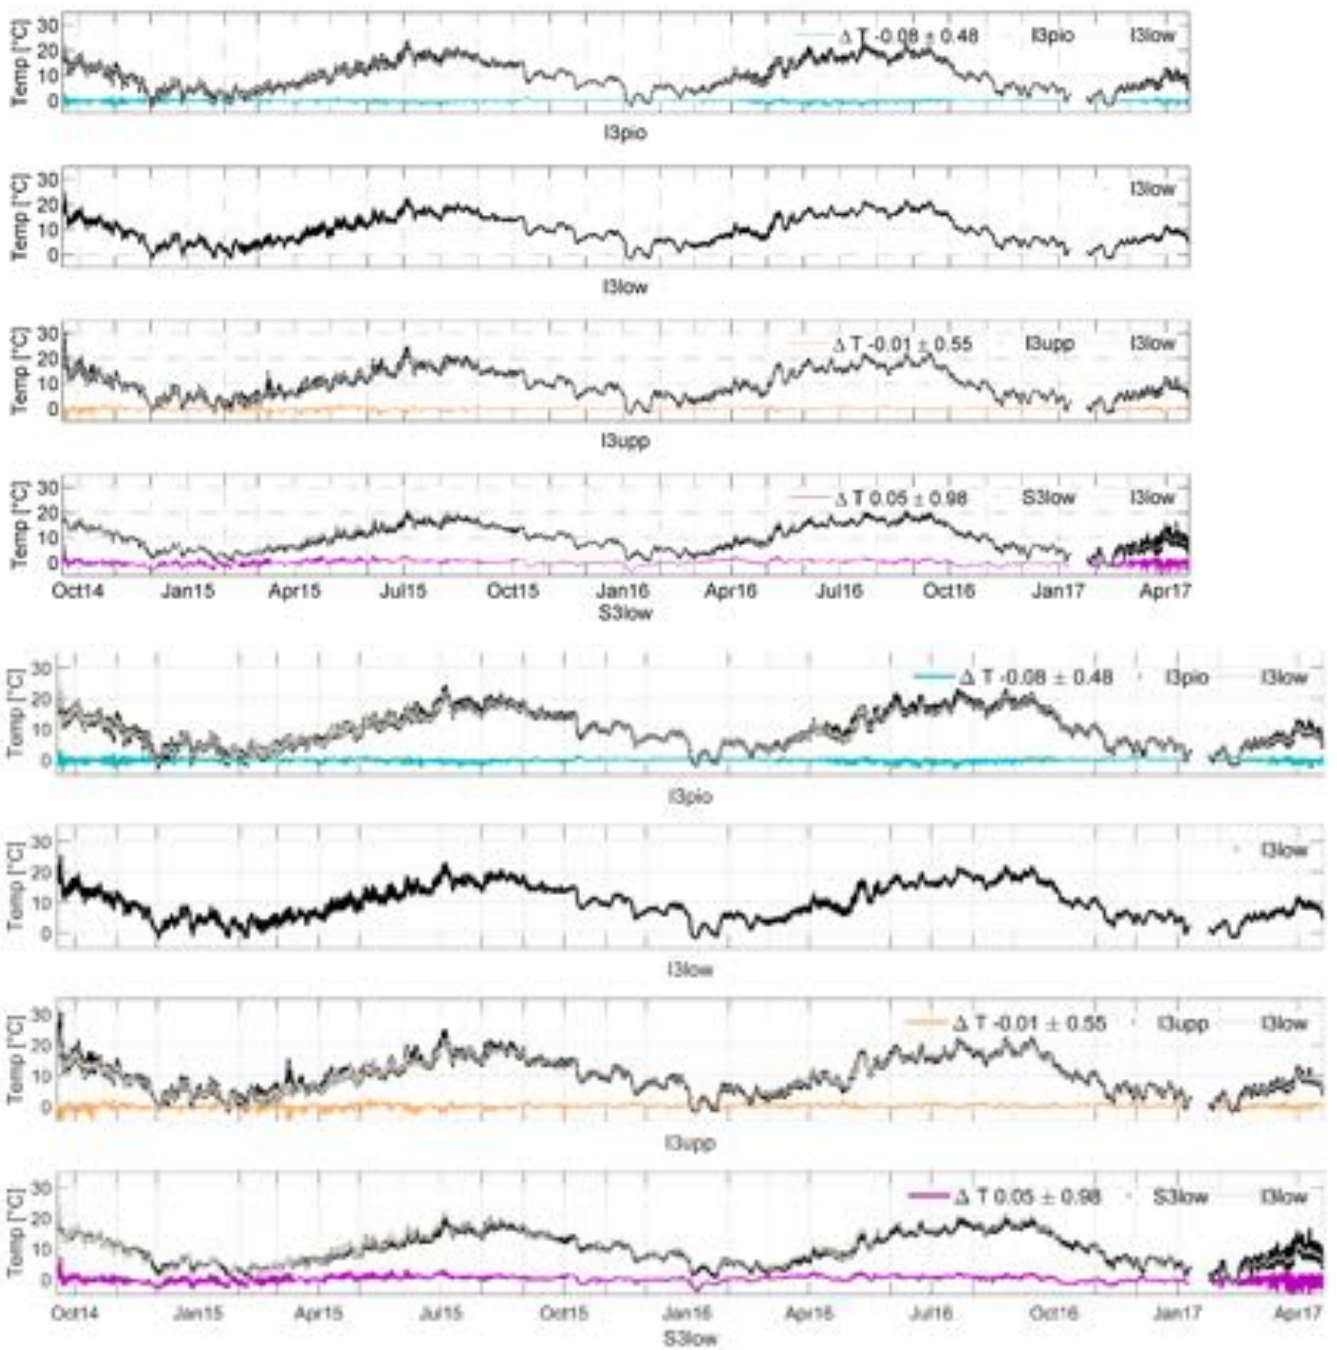 Temp [°C]
30
20
10
0
Δ T -0.08 ± 0.48 I3pio I3low
I3pio
Temp [°C]
30
20
10
0
I3low
I3low
Temp [°C]
30
20
10
0
Δ T -0.01 ± 0.55 I3upp I3low
I3upp
Temp [°C]
30
20
10
0
Δ T 0.05 ± 0.98 S3low I3low
Oct14 Jan15 Apr15 Jul15 Oct15 Jan16 Apr16 Jul16 Oct16 Jan17 Apr17
S3low
Temp [°C]
30
20
10
0
Δ T -0.08 ± 0.48 I3pio I3low
I3pio
Temp [°C]
30
20
10
0
I3low
I3low
Temp [°C]
30
20
10
0
Δ T -0.01 ± 0.55 I3upp I3low
I3upp
Temp [°C]
30
20
10
0
Δ T 0.05 ± 0.98 S3low I3low
Oct14 Jan15 Apr15 Jul15 Oct15 Jan16 Apr16 Jul16 Oct16 Jan17 Apr17
S3low